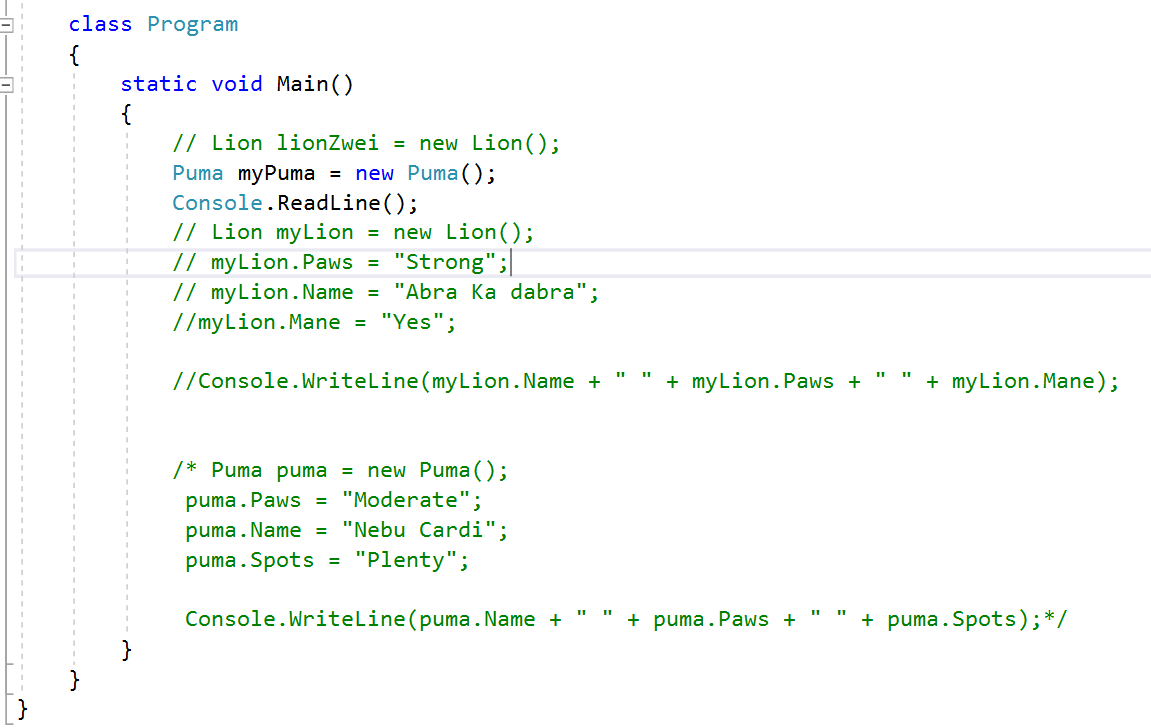 class Program
{
static void Main()
{
// Lion lionZwei = new Lion();
Puma myPuma = new Puma();
Console.ReadLine();
// Lion myLion = new Lion();
// myLion.Paws = "Strong";
// myLion.Name = "Abra Ka dabra";
//myLion.Mane = "Yes";
//Console.WriteLine(myLion.Name + " " + myLion.Paws + " " + myLion.Mane);
/* Puma puma = new Puma();
puma.Paws = "Moderate";
puma.Name = "Nebu Cardi";
puma.Spots = "Plenty";
Console.WriteLine(puma.Name + " " + puma.Paws + " " + puma.Spots);*/
}
}
}